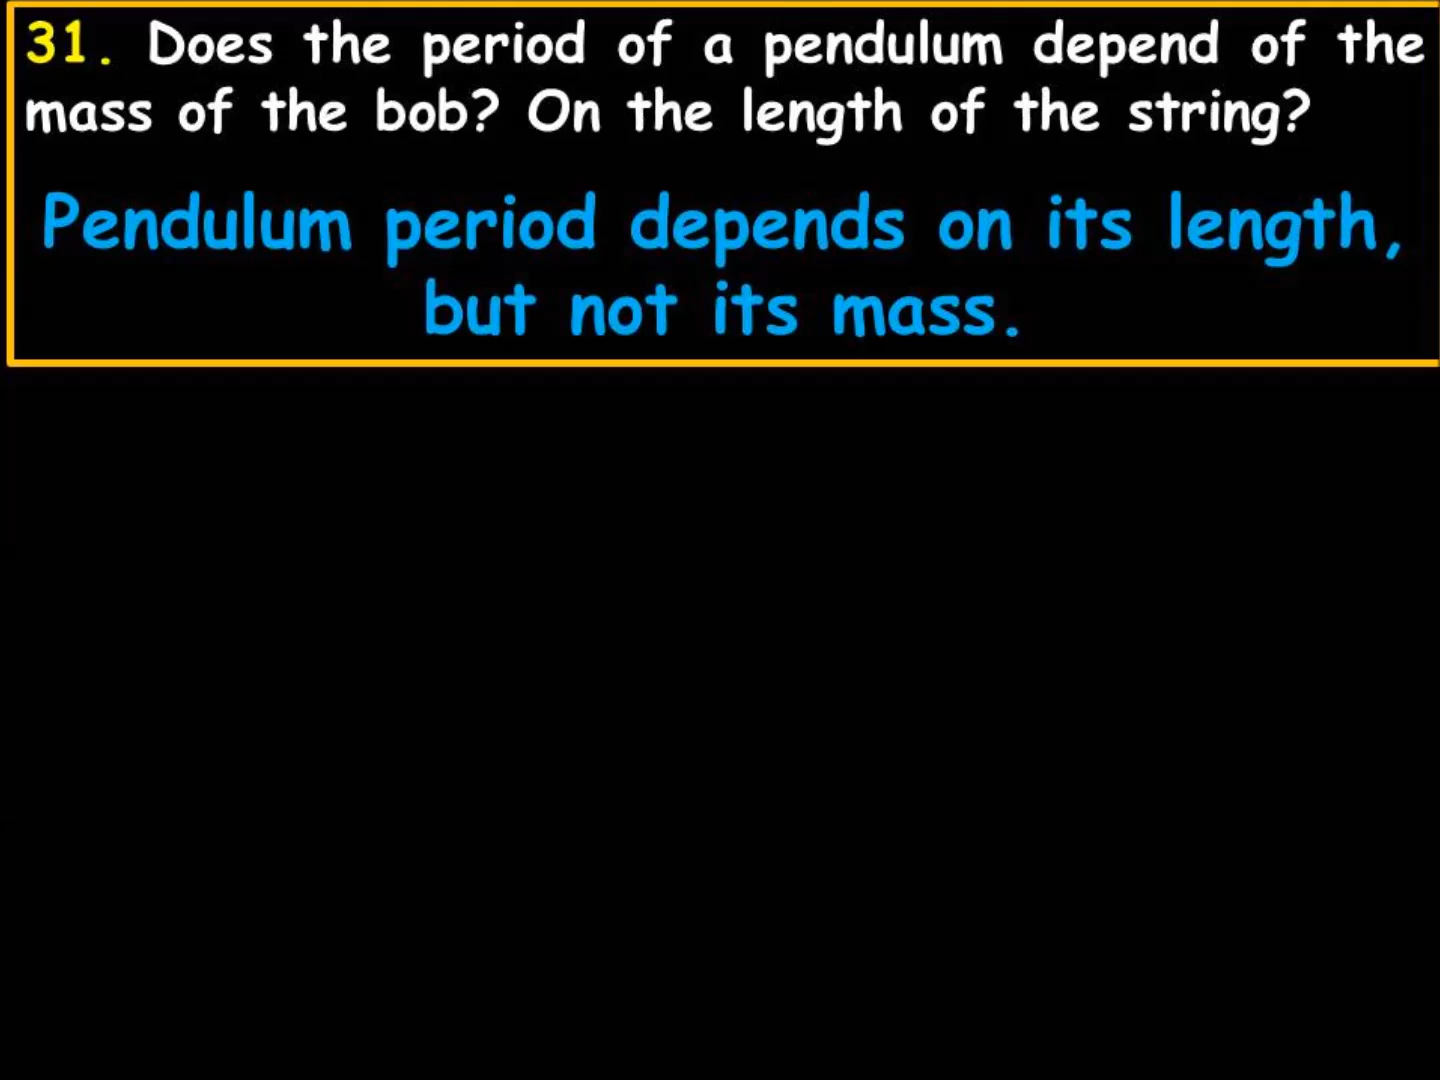 31. Does the period of a pendulum depend of the
mass of the bob? On the length of the string?
Pendulum period depends on its length,
but not its mass.